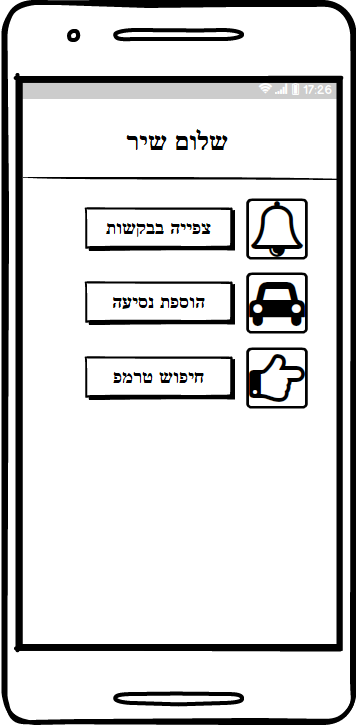 17:26
שלום שיר
צפייה בבקשות
הוספת נסיעה
חיפוש טרמפ